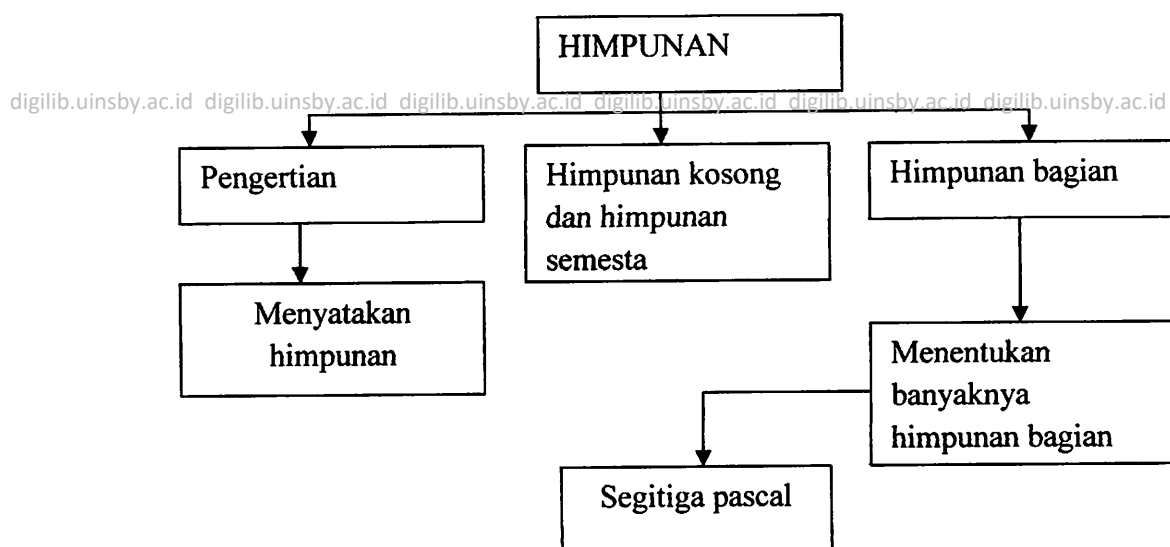 HIMPUNAN
digilib.uinsby.ac.id digilib.uinsby.ac.id digilib.uinsby.ac.id digilib.uinsby.ac.id digilib.uinsby.ac.id digilib.uinsby.ac.id
Pengertian
Himpunan kosong
dan himpunan
semesta
Himpunan bagian
Menyatakan
himpunan
Menentukan
banyaknya
himpunan bagian
Segitiga pascal